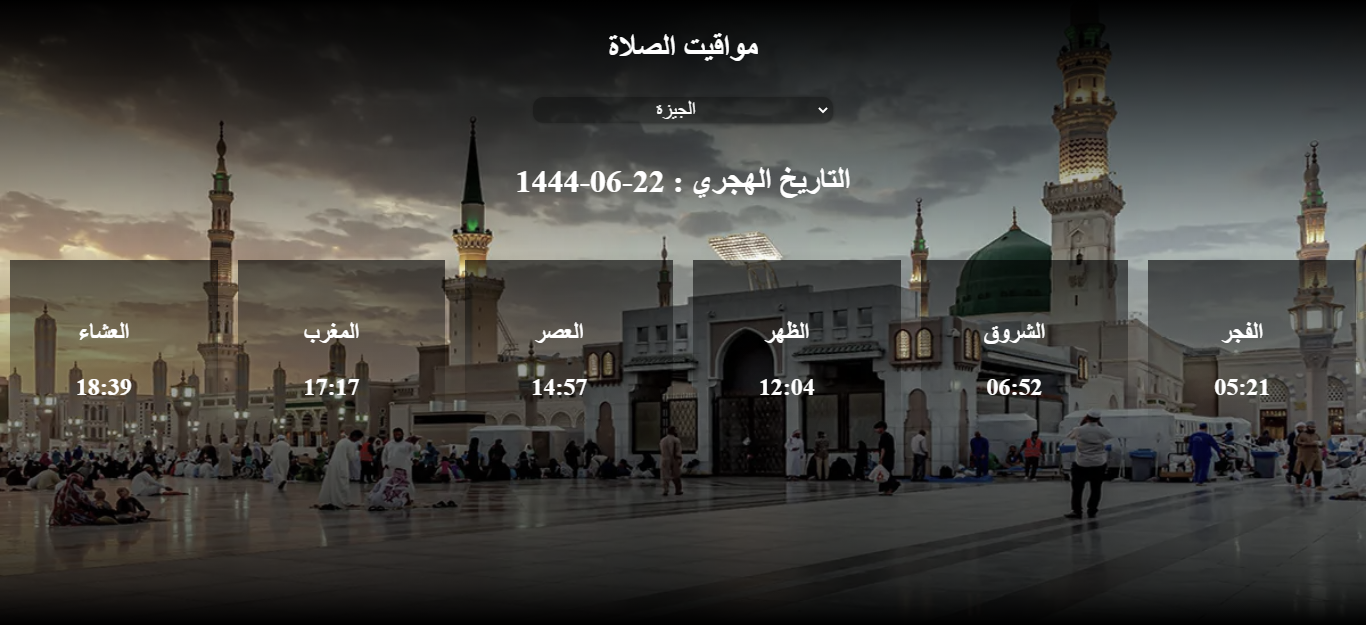 مواقيت الصلاة
الجيزة
التاريخ الهجري : 22-06-1444
الفجر
05:21
الشروق
06:52
الظهر
12:04
العصر
14:57
المغرب
17:17
العشاء
18:39